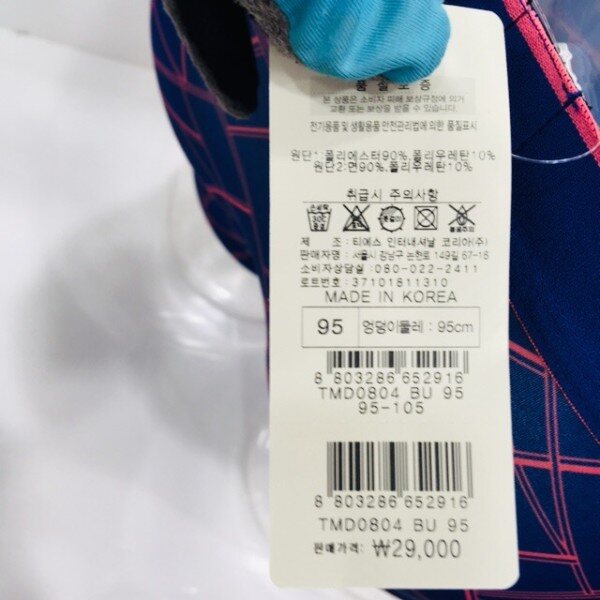 품 질 보 증
본 상품은 소비자 피해 보상규정에 의거
교환 또는 보상을 받을 수 있습니다
전기용품 및 생활용품 안전관리법에 의한 품질표시
원단1:폴리에스터90%,폴리우레탄10%
원단2:면90%,폴리우레탄10%
취급시 주의사항
손세탁 30℃ 중성
제 조 : 티에스 인터내셔날 코리아(주)
판매자명 : 서울시 강남구 논현로 149길 67-16
소비자상담실 : 080-022-2411
로트번호 : 37101811310
MADE IN KOREA
95 엉덩이둘레 : 95cm
8 803286 652916
TMD0804 BU 95
95-105
8 803286 652916
TMD0804 BU 95
판매가격: ₩29,000